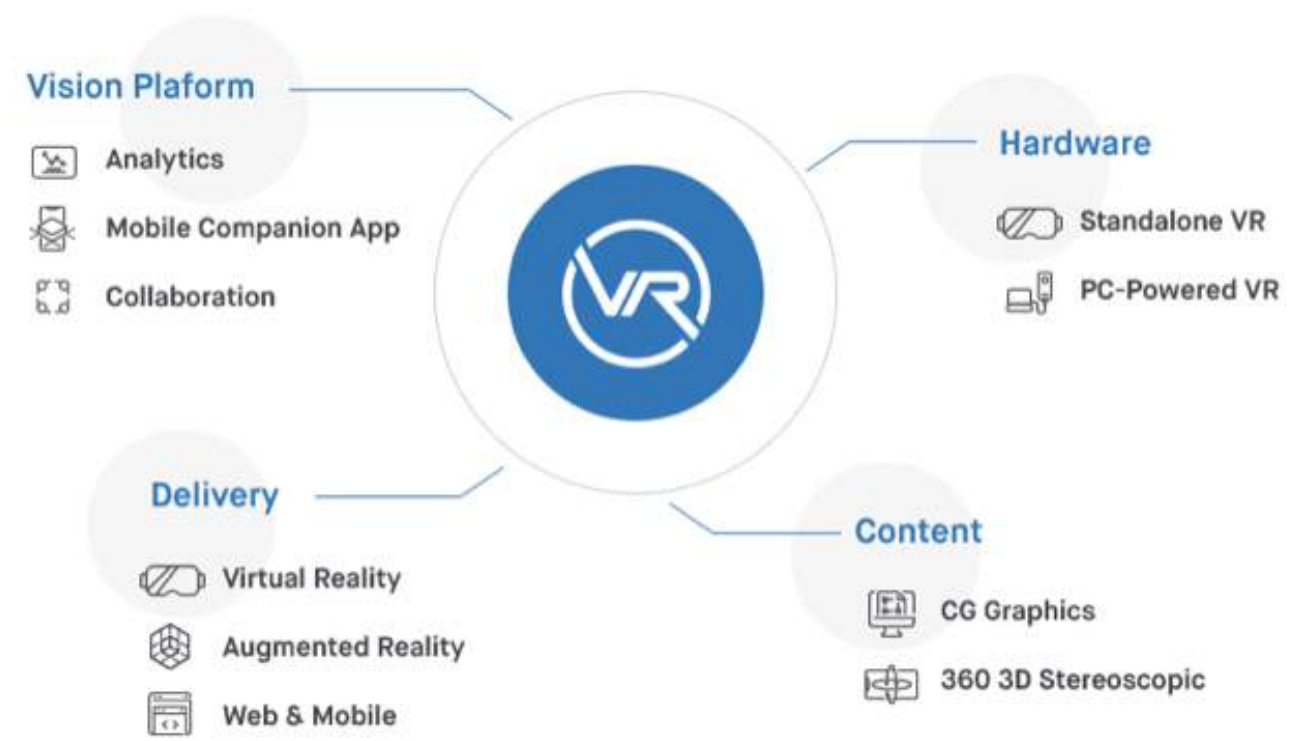 Vision Plaform
Analytics
Mobile Companion App
Collaboration
Hardware
Standalone VR
PC-Powered VR
VR
Delivery
Virtual Reality
Augmented Reality
Web & Mobile
Content
CG Graphics
360 3D Stereoscopic